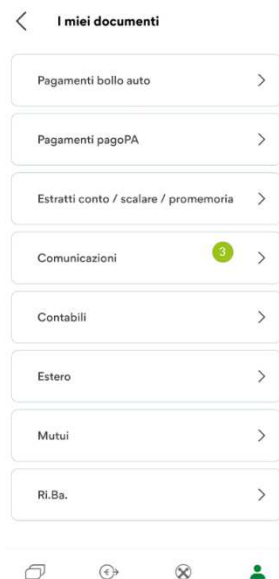 I miei documenti
Pagamenti bollo auto
Pagamenti pagoPA
Estratti conto / scalare / promemoria
Comunicazioni 3
Contabili
Estero
Mutui
RI.Ba.